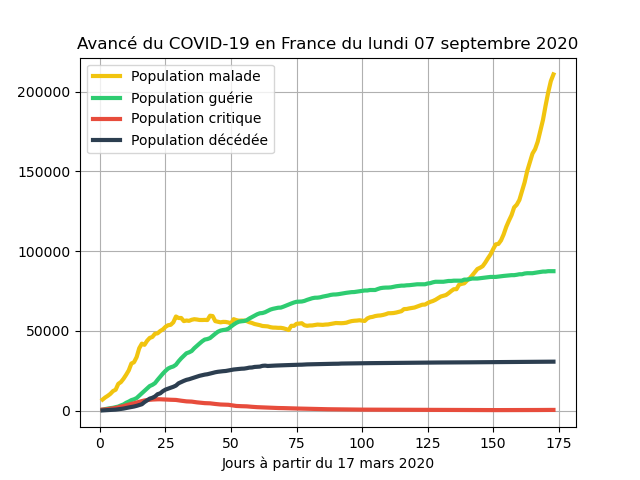 Avancé du COVID-19 en France du lundi 07 septembre 2020
Population malade
Population guérie
Population critique
Population décédée
200000
150000
100000
50000
0
0 25 50 75 100 125 150 175
Jours à partir du 17 mars 2020